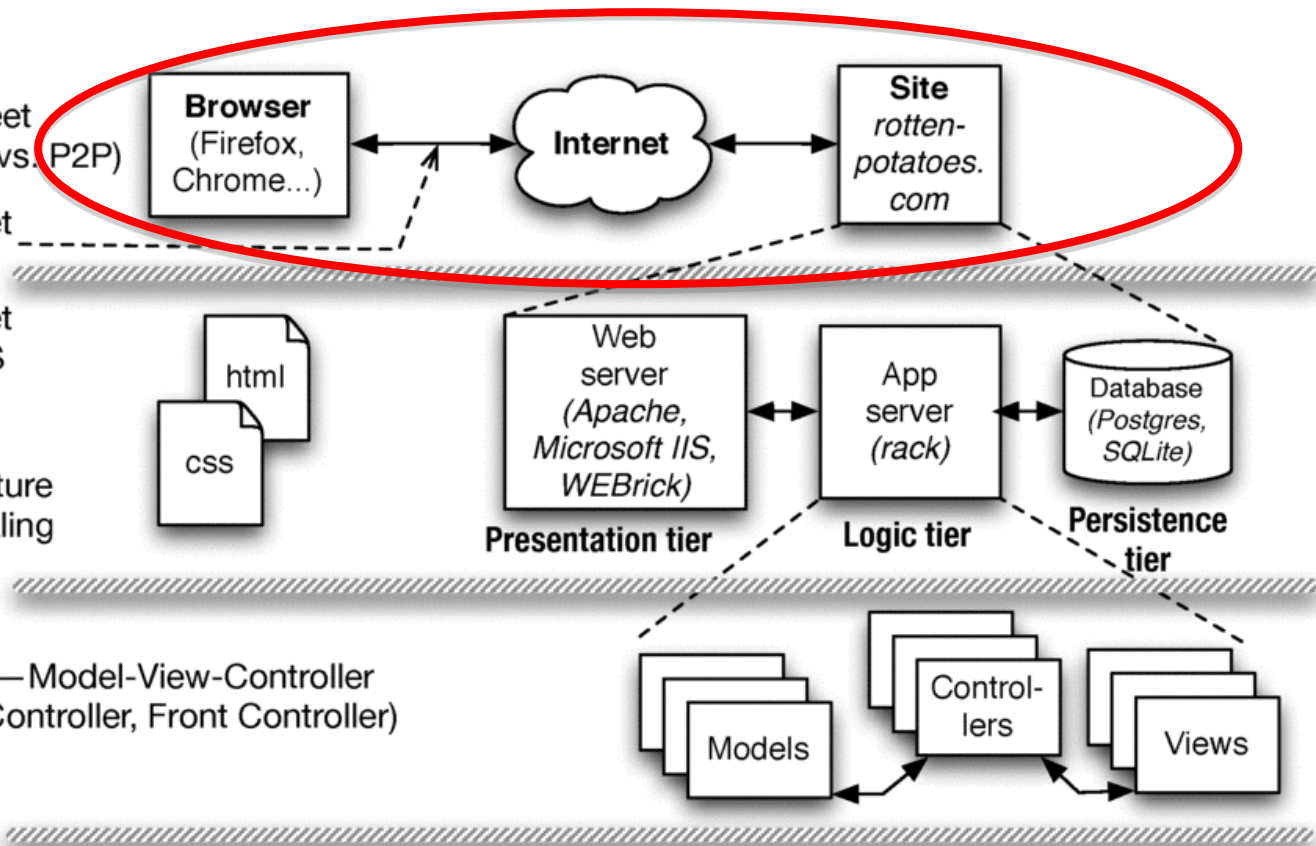 Browser
(Firefox,
Chrome...)
Internet
Site
rotten-
potatoes.
com
eet
vs. P2P)
et
et
S
html
css
Web
server
(Apache,
Microsoft IIS,
WEBrick)
App
server
(rack)
Database
(Postgres,
SQLite)
ture
ling
Presentation tier
Logic tier
Persistence
tier
—Model-View-Controller
Controller, Front Controller)
Models
Control-
lers
Views